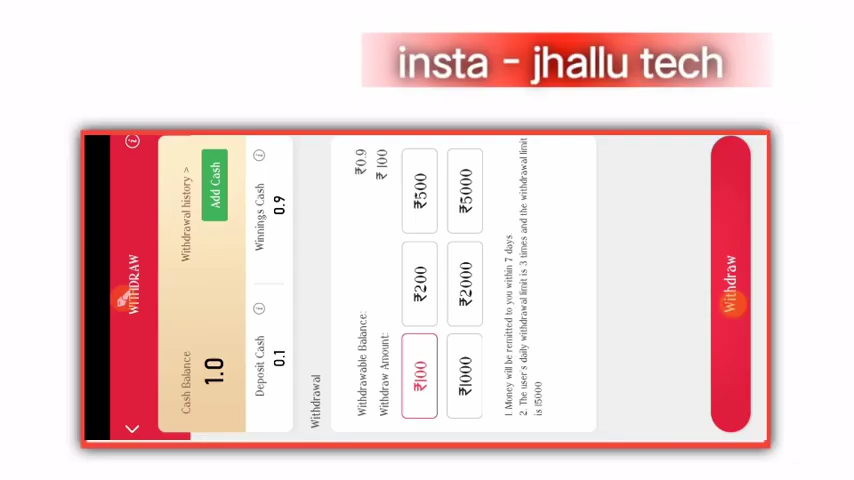 insta - jhallu tech
WITHDRAW
Cash Balance
Withdrawal history >
1.0
Add Cash
Deposit Cash
Winnings Cash
0.1
0.9
Withdrawal
Withdrawable Balance:
₹0.9
Withdraw Amount:
₹100
₹100
₹200
₹500
₹1000
₹2000
₹5000
1 Money will be remitted to you within 7 days
2. The user's daily withdrawal limit is 3 times and the withdrawal limit
is 15000
Withdraw